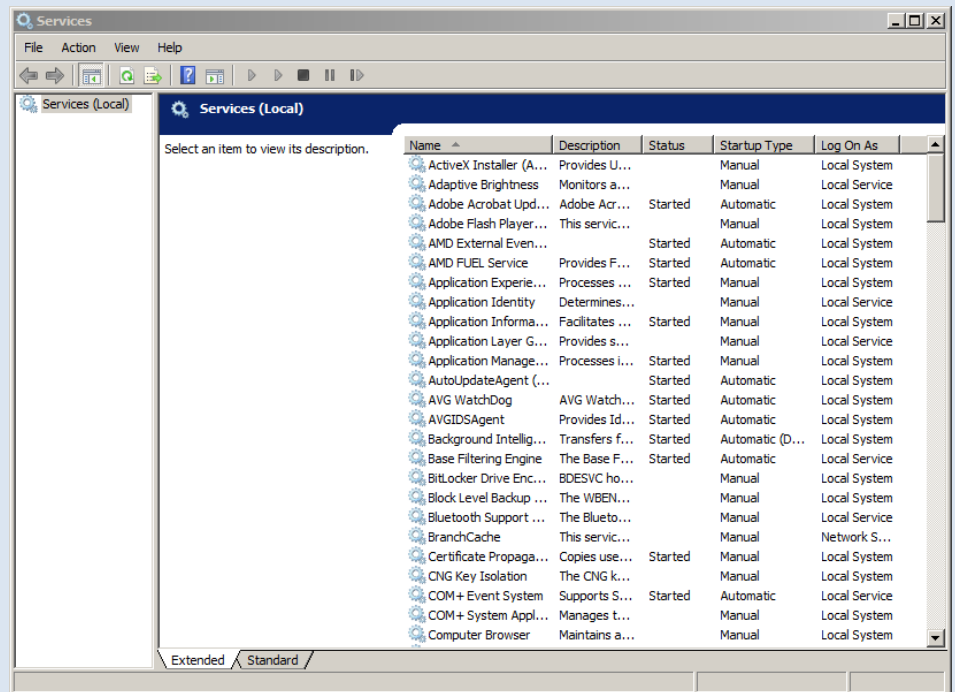 Services
File Action View Help
Services (Local)
Services (Local)
Select an item to view its description.
Name Description Status Startup Type Log On As
ActiveX Installer (A... Provides U... Manual Local System
Adaptive Brightness Monitors a... Manual Local Service
Adobe Acrobat Upd... Adobe Acr... Started Automatic Local System
Adobe Flash Player... This servic... Manual Local System
AMD External Even... Started Automatic Local System
AMD FUEL Service Provides F... Started Automatic Local System
Application Experie... Processes ... Started Manual Local System
Application Identity Determines... Manual Local Service
Application Informa... Facilitates ... Started Manual Local System
Application Layer G... Provides s... Manual Local Service
Application Manage... Processes i... Started Manual Local System
AutoUpdateAgent (... Started Automatic Local System
AVG WatchDog AVG Watch... Started Automatic Local System
AVGIDSAgent Provides Id... Started Automatic Local System
Background Intellig... Transfers f... Started Automatic (D... Local System
Base Filtering Engine The Base F... Started Automatic Local Service
BitLocker Drive Enc... BDESVC ho... Manual Local System
Block Level Backup ... The WBEN... Manual Local System
Bluetooth Support ... The Blueto... Manual Local Service
BranchCache This servic... Manual Network S...
Certificate Propaga... Copies use... Started Manual Local System
CNG Key Isolation The CNG k... Manual Local System
COM+ Event System Supports S... Started Automatic Local Service
COM+ System Appl... Manages t... Manual Local System
Computer Browser Maintains a... Manual Local System
Extended Standard